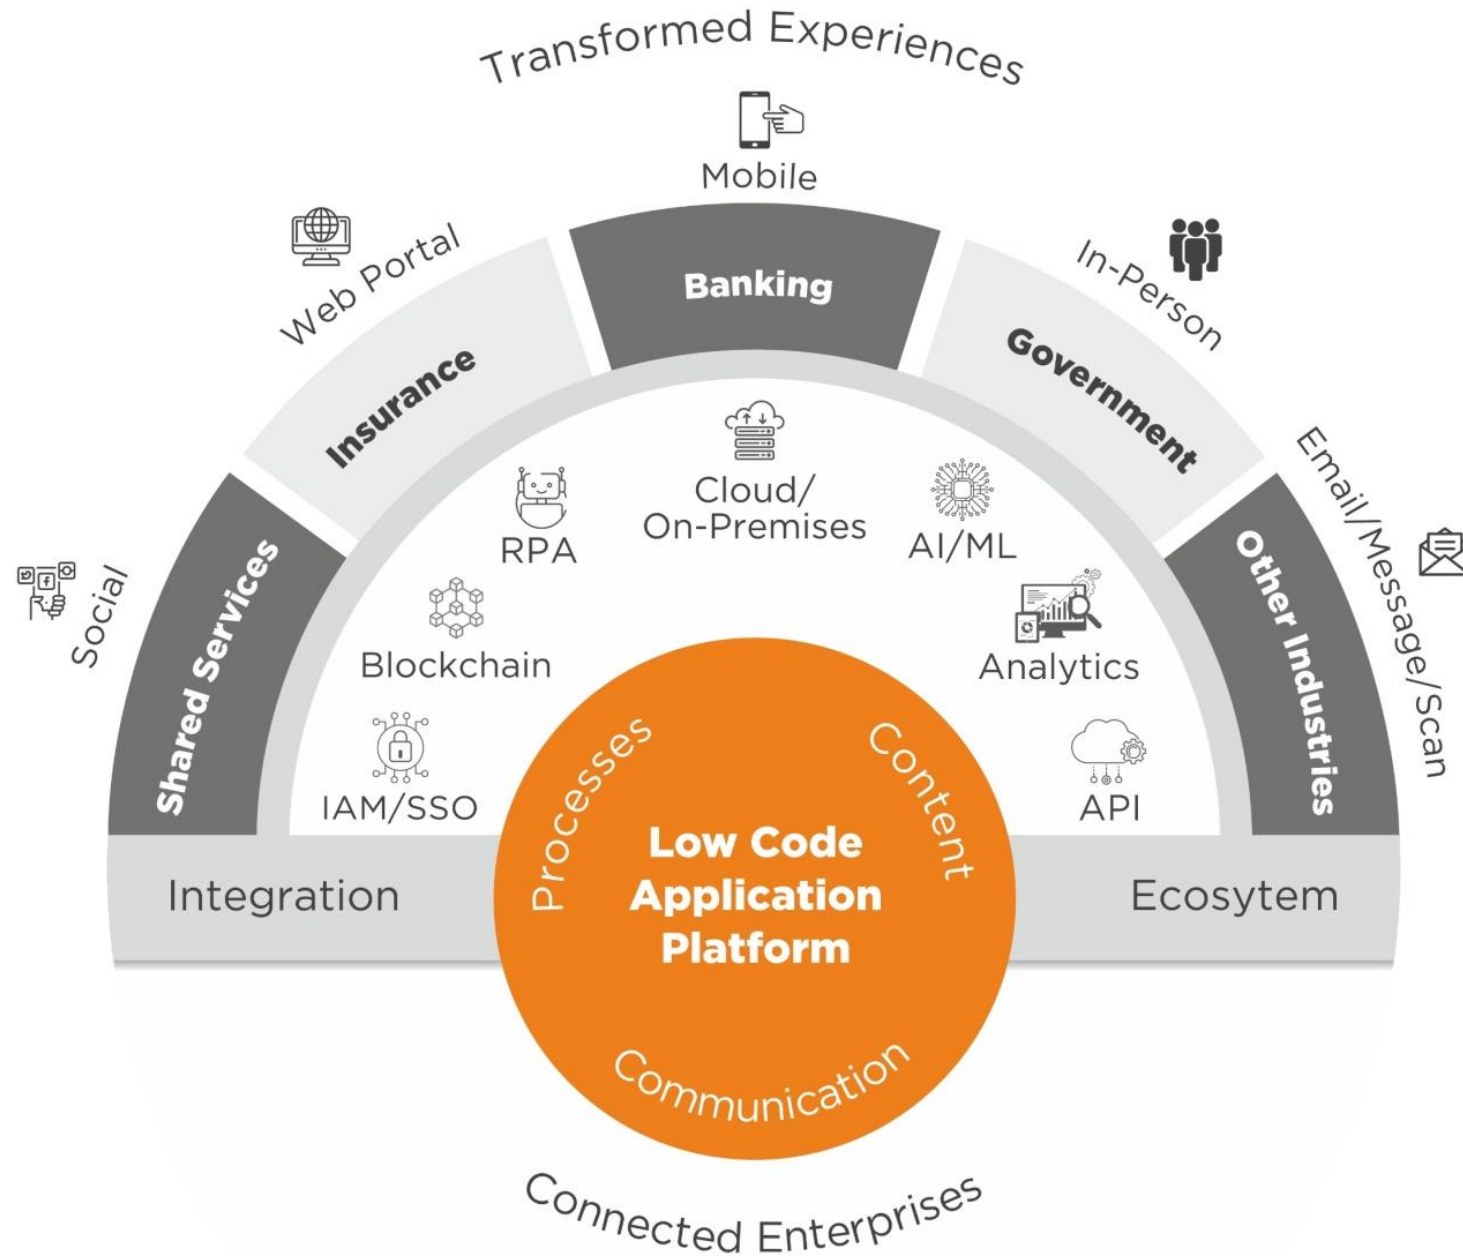 Transformed Experiences
Mobile
Web Portal
In-Person
Social
Email/Message/Scan
Shared Services
Insurance
Banking
Government
Other Industries
Cloud/
On-Premises
RPA
AI/ML
Blockchain
Analytics
IAM/SSO
API
Integration
Ecosytem
Processes
Content
Low Code
Application
Platform
Communication
Connected Enterprises